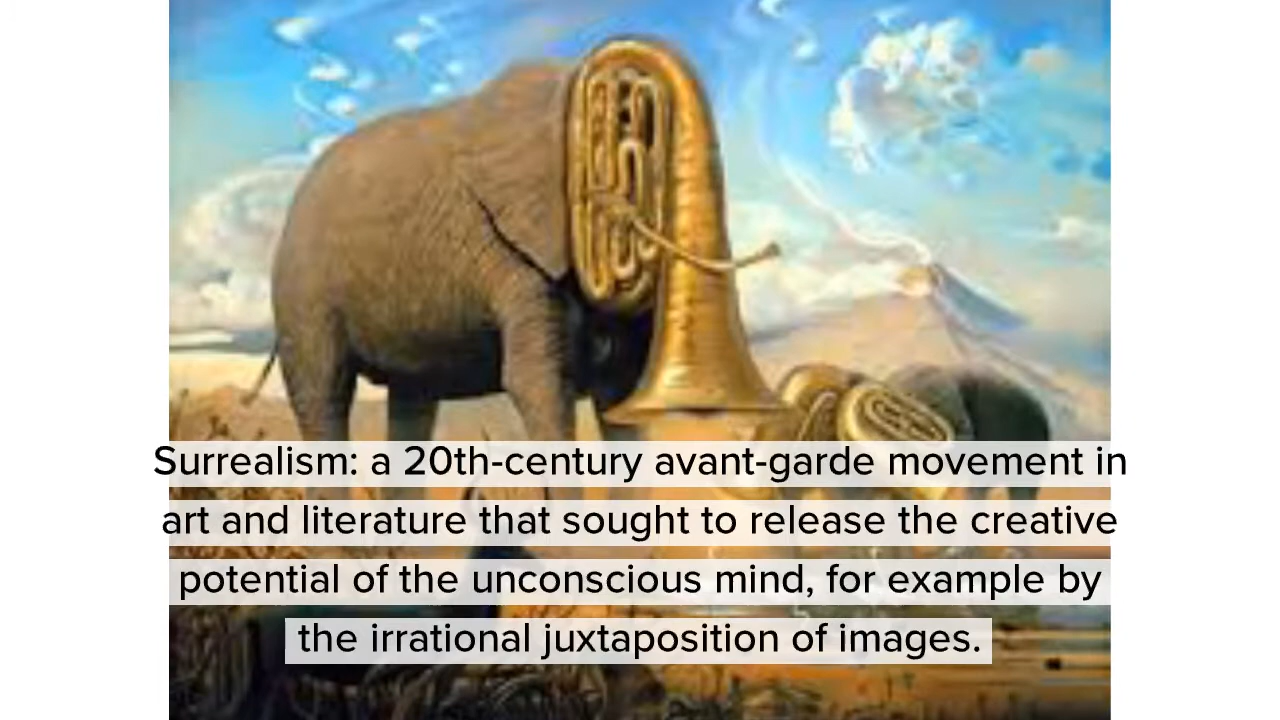 Surrealism: a 20th-century avant-garde movement in
art and literature that sought to release the creative
potential of the unconscious mind, for example by
the irrational juxtaposition of images.